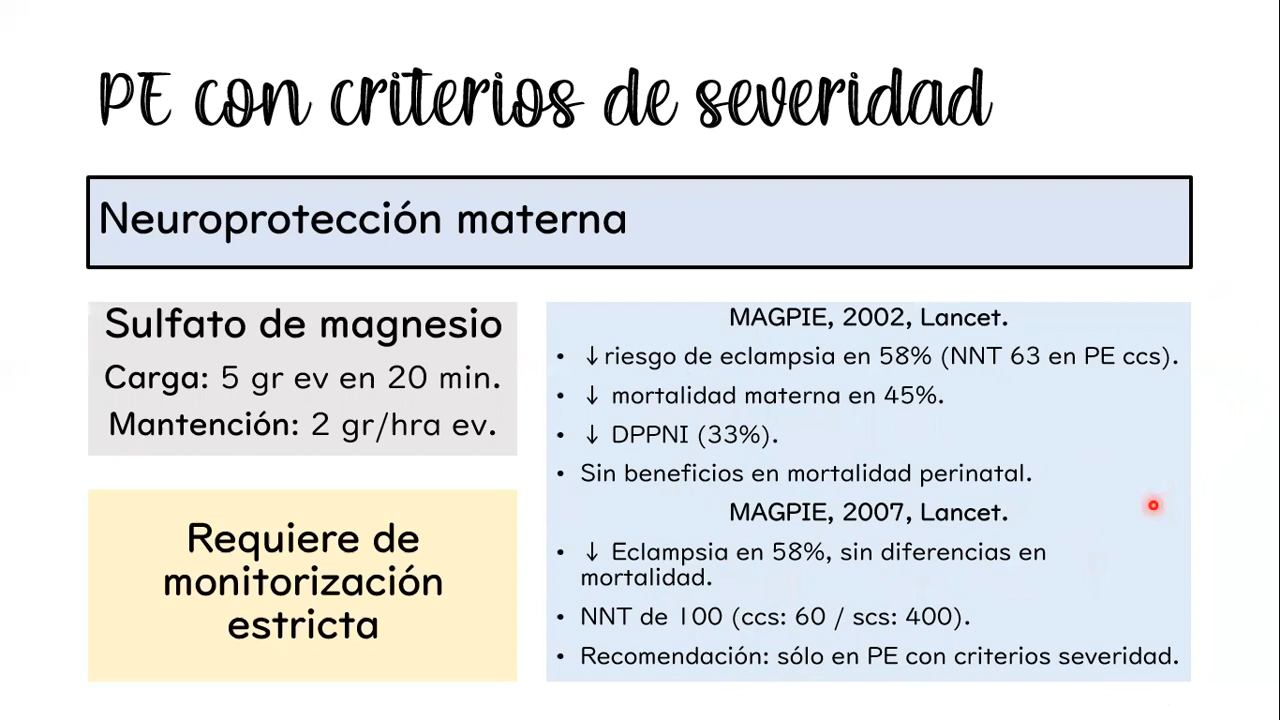 PE con criterios de severidad
Neuroprotección materna
Sulfato de magnesio
Carga: 5 gr ev en 20 min.
Mantención: 2 gr/hra ev.
Requiere de
monitorización
estricta
MAGPIE, 2002, Lancet.
• ↓riesgo de eclampsia en 58% (NNT 63 en PE ccs).
• ↓ mortalidad materna en 45%.
• ↓ DPPNI (33%).
• Sin beneficios en mortalidad perinatal.
MAGPIE, 2007, Lancet.
• ↓ Eclampsia en 58%, sin diferencias en
mortalidad.
• NNT de 100 (ccs: 60 / scs: 400).
• Recomendación: sólo en PE con criterios severidad.